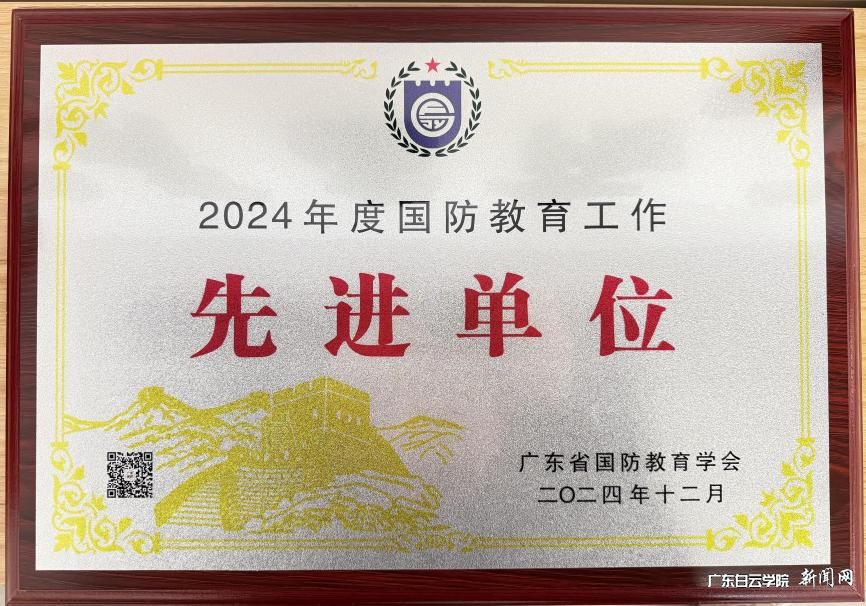 2024年度国防教育工作
先进单位
广东省国防教育学会
二〇二四年十二月
广东白云学院 新闻网